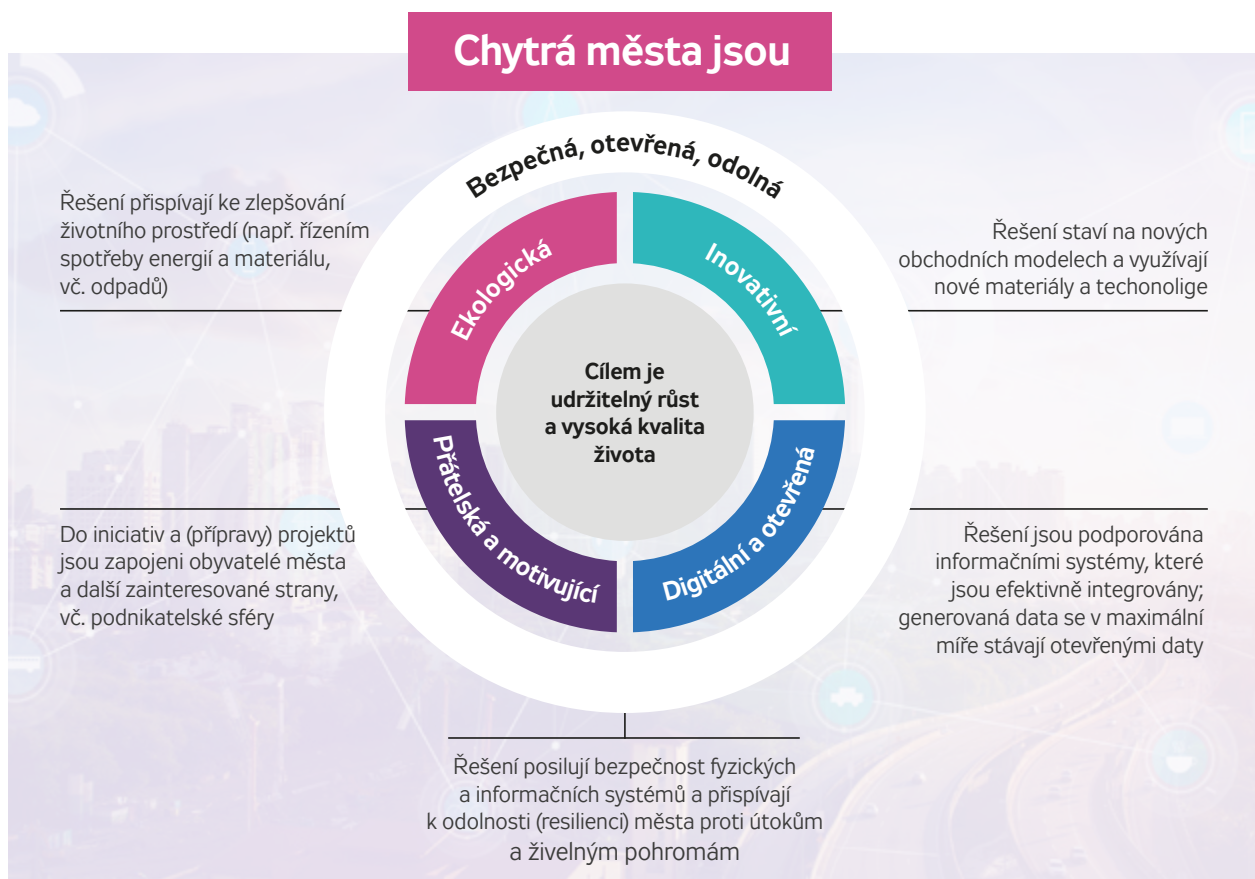 Chytrá města jsou
Bezpečná, otevřená, odolná
Řešení přispívají ke zlepšování
životního prostředí (např. řízením
spotřeby energií a materiálu,
vč. odpadů)
Ekologická
Inovativní
Řešení staví na nových
obchodních modelech a využívají
nové materiály a techonolige
Cílem je
udržitelný růst
a vysoká kvalita
života
Do iniciativ a (přípravy) projektů
jsou zapojeni obyvatelé města
a další zainteresované strany,
vč. podnikatelské sféry
Přátelská a motivující
Digitální a otevřená
Řešení jsou podporována
informačními systémy, které
jsou efektivně integrovány;
generovaná data se v maximální
míře stávají otevřenými daty
Řešení posilují bezpečnost fyzických
a informačních systémů a přispívají
k odolnosti (resilienci) města proti útokům
a živelným pohromám